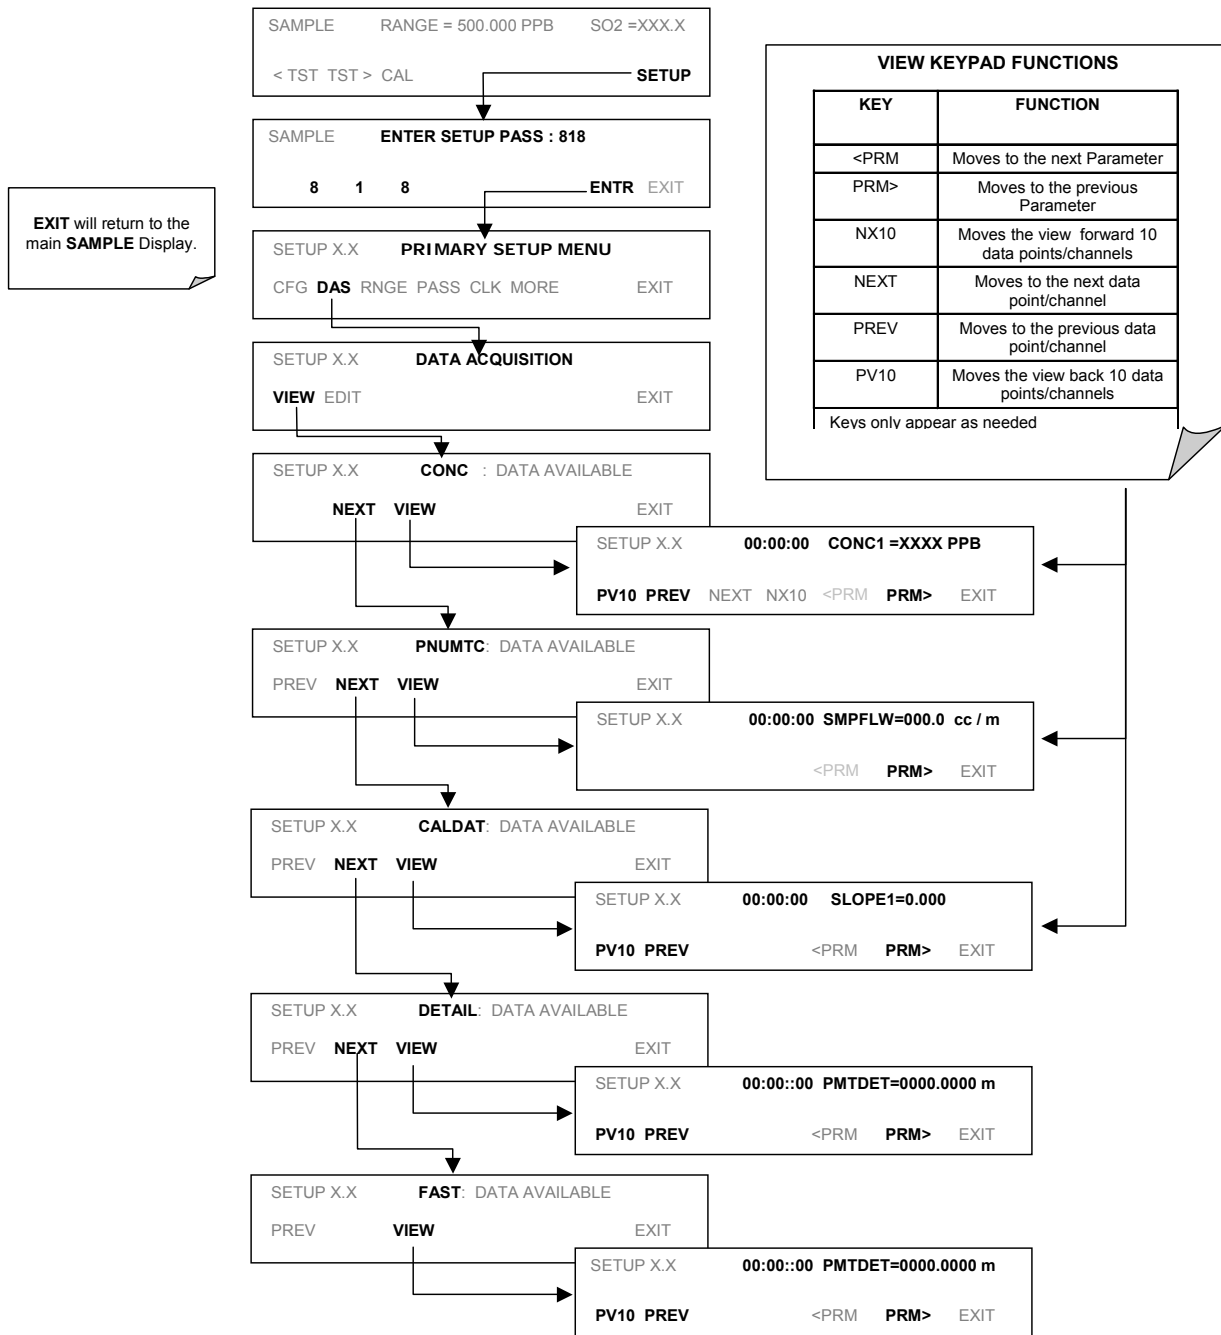 SAMPLE RANGE = 500.000 PPB SO2 =XXX.X
< TST TST > CAL SETUP
SAMPLE ENTER SETUP PASS : 818
8 1 8 ENTR EXIT
EXIT will return to the
main SAMPLE Display.
SETUP X.X PRIMARY SETUP MENU
CFG DAS RNGE PASS CLK MORE EXIT
SETUP X.X DATA ACQUISITION
VIEW EDIT EXIT
SETUP X.X CONC : DATA AVAILABLE
NEXT VIEW EXIT
SETUP X.X 00:00:00 CONC1 =XXXX PPB
PV10 PREV NEXT NX10 <PRM PRM> EXIT
SETUP X.X PNUMTC: DATA AVAILABLE
PREV NEXT VIEW EXIT
SETUP X.X 00:00:00 SMPFLW=000.0 cc / m
<PRM PRM> EXIT
SETUP X.X CALDAT: DATA AVAILABLE
PREV NEXT VIEW EXIT
SETUP X.X 00:00:00 SLOPE1=0.000
PV10 PREV <PRM PRM> EXIT
SETUP X.X DETAIL: DATA AVAILABLE
PREV NEXT VIEW EXIT
SETUP X.X 00:00::00 PMTDET=0000.0000 m
PV10 PREV <PRM PRM> EXIT
SETUP X.X FAST: DATA AVAILABLE
PREV VIEW EXIT
SETUP X.X 00:00::00 PMTDET=0000.0000 m
PV10 PREV <PRM PRM> EXIT
VIEW KEYPAD FUNCTIONS
KEY FUNCTION
<PRM Moves to the next Parameter
PRM> Moves to the previous
Parameter
NX10 Moves the view forward 10
data points/channels
NEXT Moves to the next data
point/channel
PREV Moves to the previous data
point/channel
PV10 Moves the view back 10 data
points/channels
Keys only appear as needed